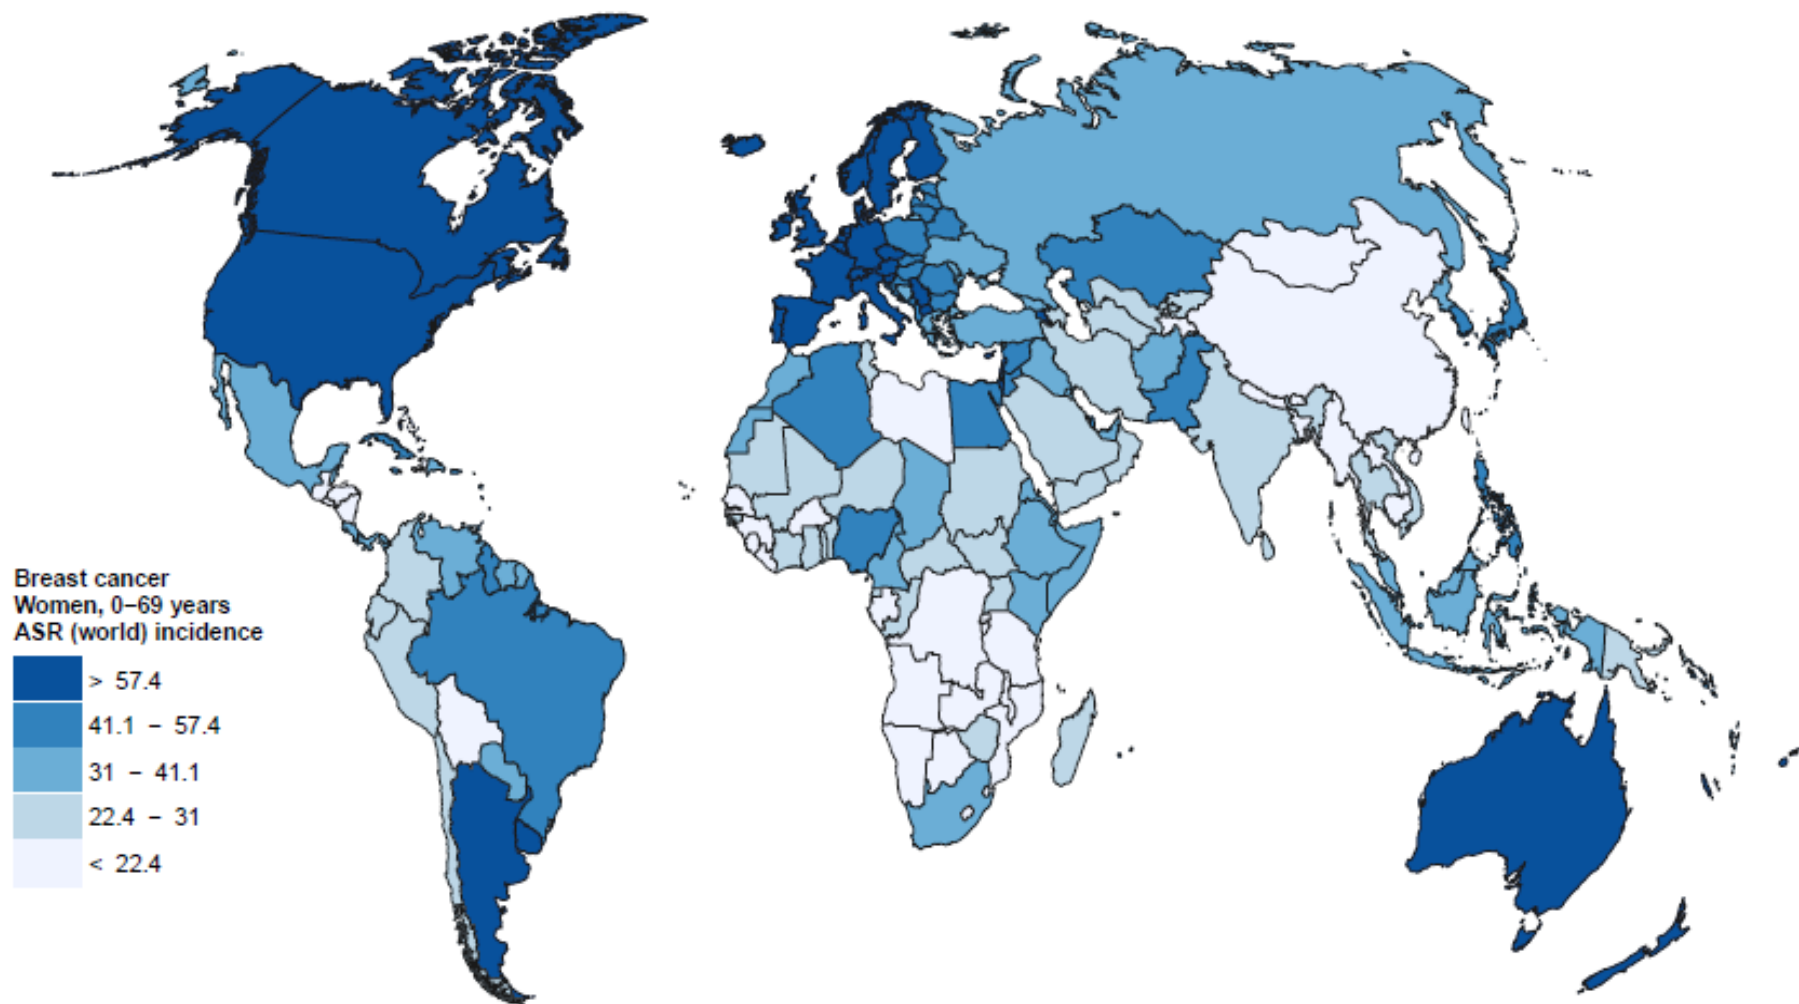 Breast cancer
Women, 0–69 years
ASR (world) incidence
> 57.4
41.1 – 57.4
31 – 41.1
22.4 – 31
< 22.4